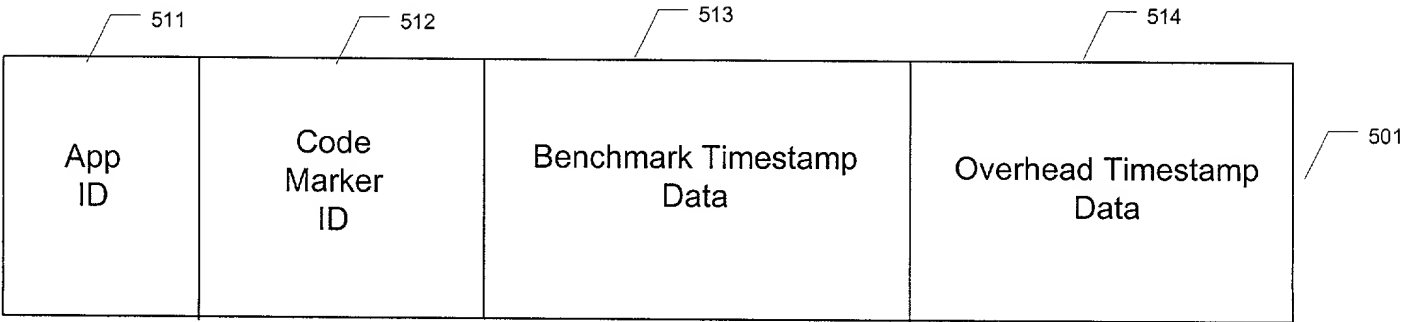 511
512
513
514
App
ID
Code
Marker
ID
Benchmark Timestamp
Data
Overhead Timestamp
Data
501